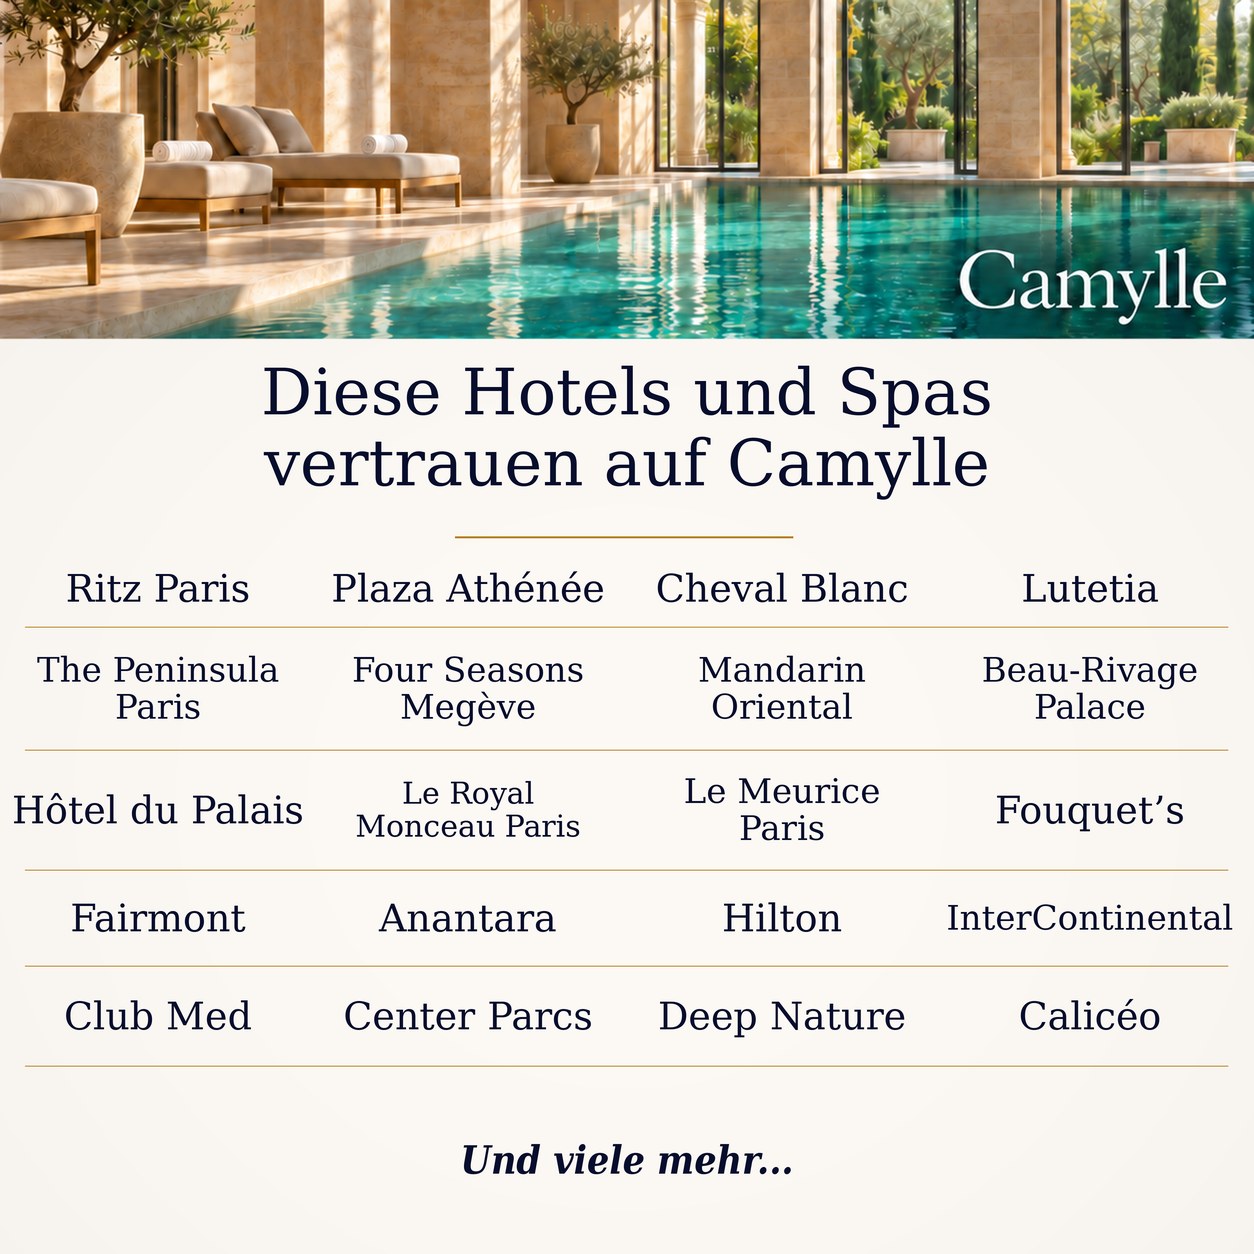 Camylle
Diese Hotels und Spas
vertrauen auf Camylle
Ritz Paris
Plaza Athénée
Cheval Blanc
Lutetia
The Peninsula
Paris
Four Seasons
Megève
Mandarin
Oriental
Beau-Rivage
Palace
Hôtel du Palais
Le Royal
Monceau Paris
Le Meurice
Paris
Fouquet’s
Fairmont
Anantara
Hilton
InterContinental
Club Med
Center Parcs
Deep Nature
Calicéo
Und viele mehr...